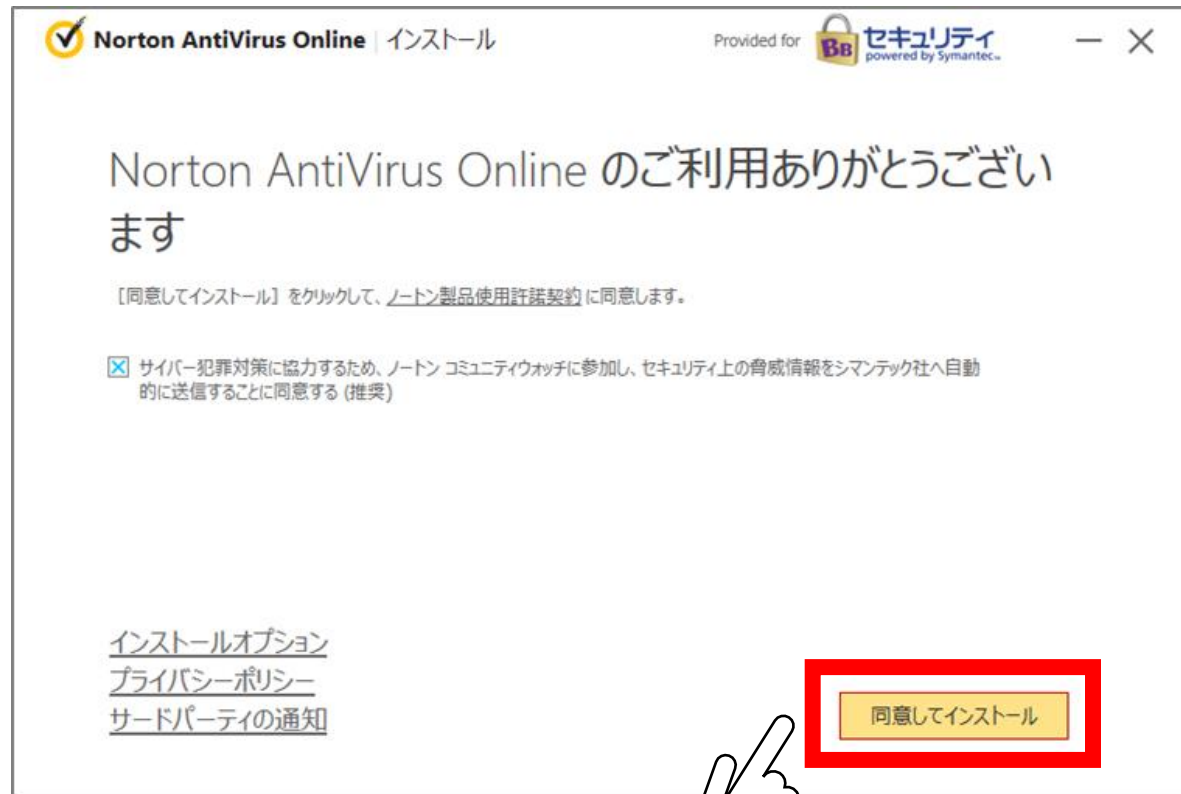 Norton AntiVirus Online インストール Provided for BB セキュリティ
powered by Symantec™
Norton AntiVirus Online のご利用ありがとうござい
ます
［同意してインストール］をクリックして、ノートン製品使用許諾契約 に同意します。
サイバー犯罪対策に協力するため、ノートン コミュニティウォッチに参加し、セキュリティ上の脅威情報をシマンテック社へ自動
的に送信することに同意する (推奨)
インストールオプション
プライバシーポリシー
サードパーティの通知
同意してインストール